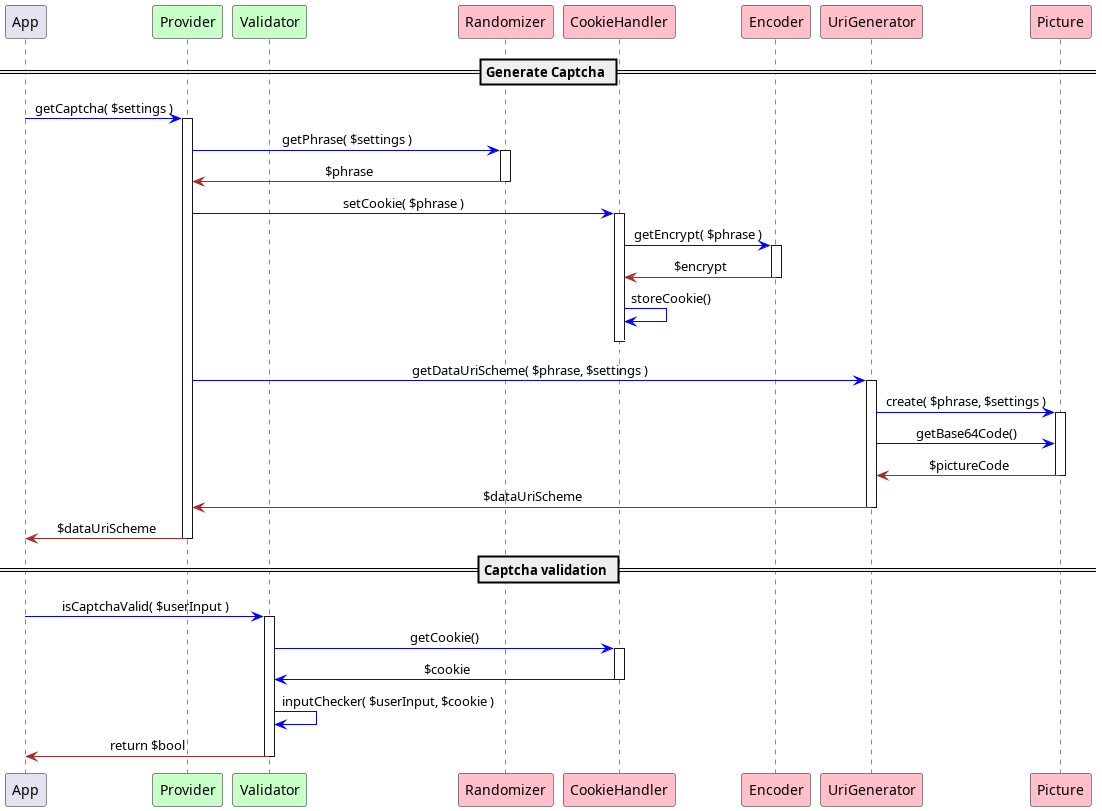 App Provider Validator Randomizer CookieHandler Encoder UriGenerator Picture
Generate Captcha
getCaptcha( $settings )
getPhrase( $settings )
$phrase
setCookie( $phrase )
getEncrypt( $phrase )
$encrypt
storeCookie()
getDataUriScheme( $phrase, $settings )
create( $phrase, $settings )
getBase64Code()
$pictureCode
$dataUriScheme
$dataUriScheme
Captcha validation
isCaptchaValid( $userInput )
getCookie()
$cookie
inputChecker( $userInput, $cookie )
return $bool
App Provider Validator Randomizer CookieHandler Encoder UriGenerator Picture